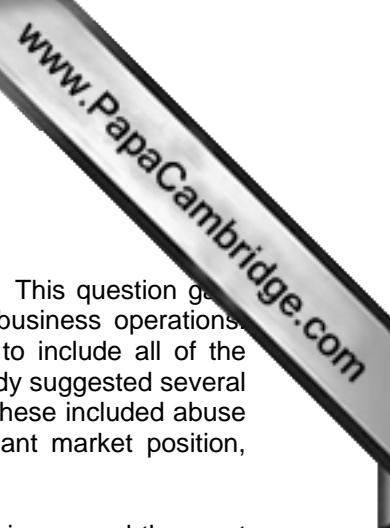 www.PapaCambridge.com
This question
business operations.
to include all of the
dy suggested several
hese included abuse
ant market position,